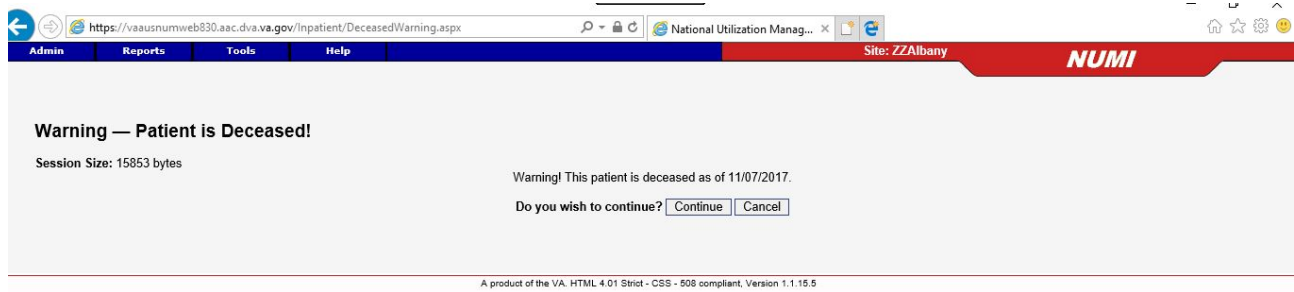 https://vaausnumweb830.aac.dva.va.gov/Inpatient/DeceasedWarning.aspx
National Utilization Manag...
Admin Reports Tools Help Site: ZZAlbany
NUMI
Warning — Patient is Deceased!
Session Size: 15853 bytes
Warning! This patient is deceased as of 11/07/2017.
Do you wish to continue? Continue Cancel
A product of the VA. HTML 4.01 Strict - CSS - 508 compliant, Version 1.1.15.5